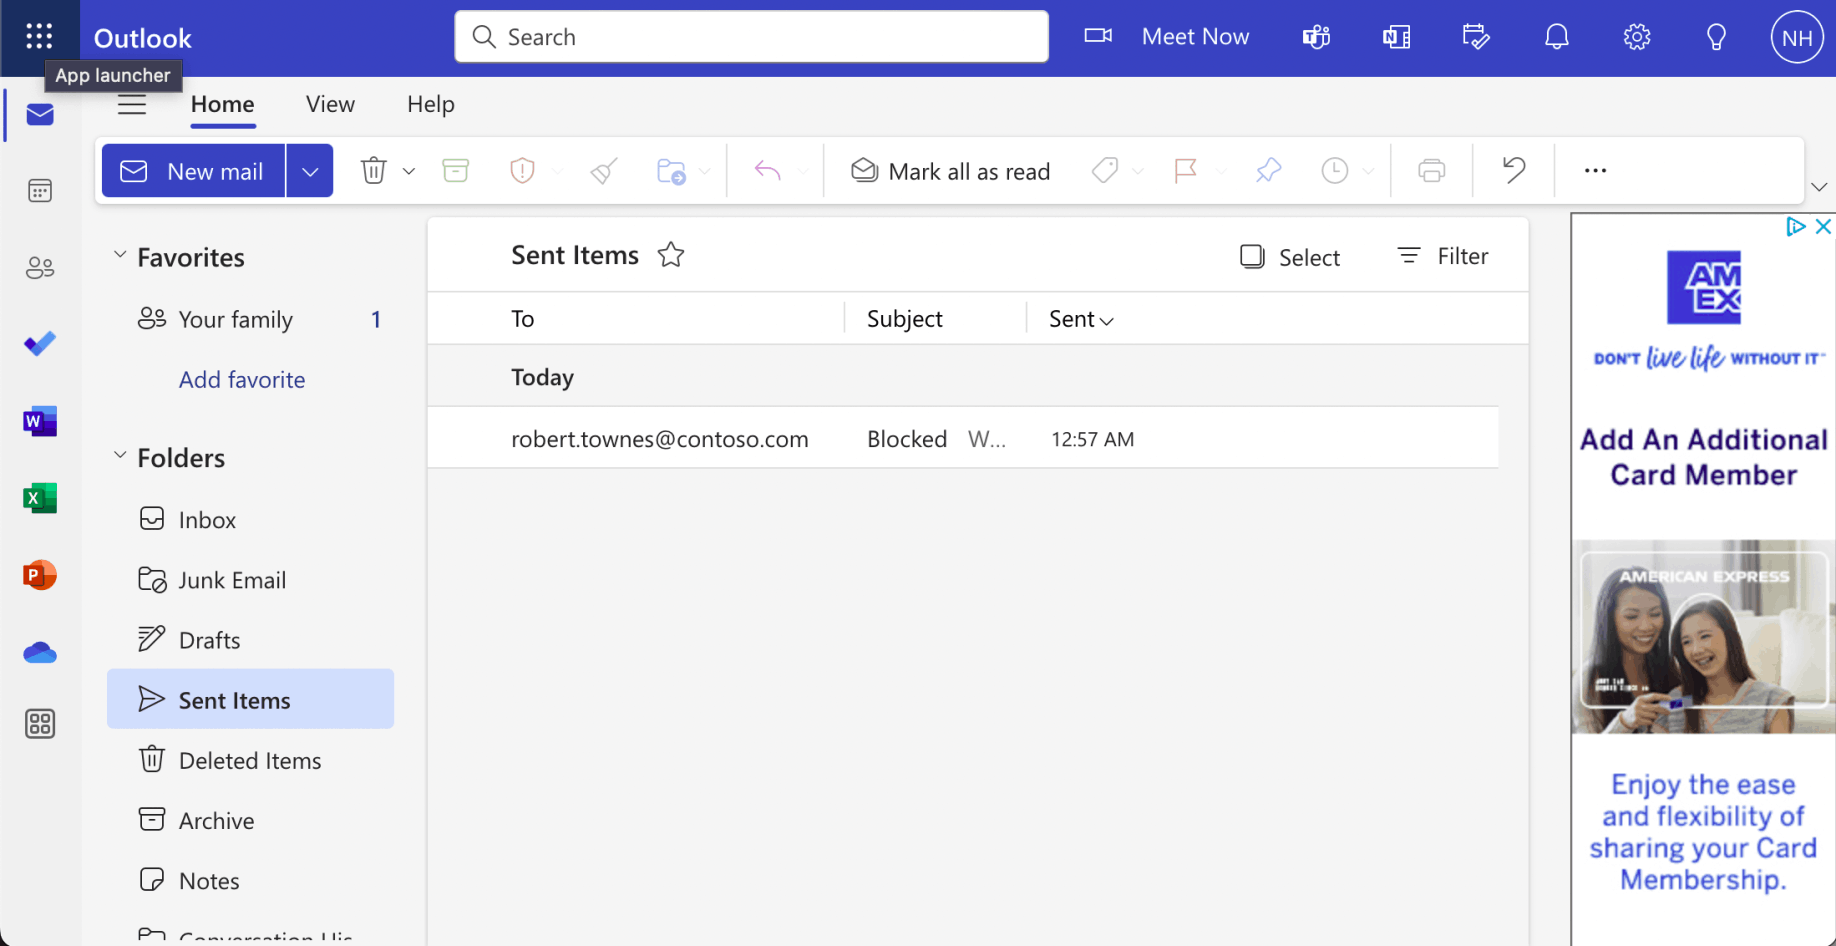 Outlook
Search
Meet Now
NH
App launcher
Home View Help
New mail
Mark all as read
Favorites
Your family 1
Add favorite
Folders
Inbox
Junk Email
Drafts
Sent Items
Deleted Items
Archive
Notes
Conversation His
Sent Items
Select Filter
To Subject Sent
Today
robert.townes@contoso.com Blocked W... 12:57 AM
AM
EX
DON'T live life WITHOUT IT™
Add An Additional
Card Member
AMERICAN EXPRESS
Enjoy the ease
and flexibility of
sharing your Card
Membership.